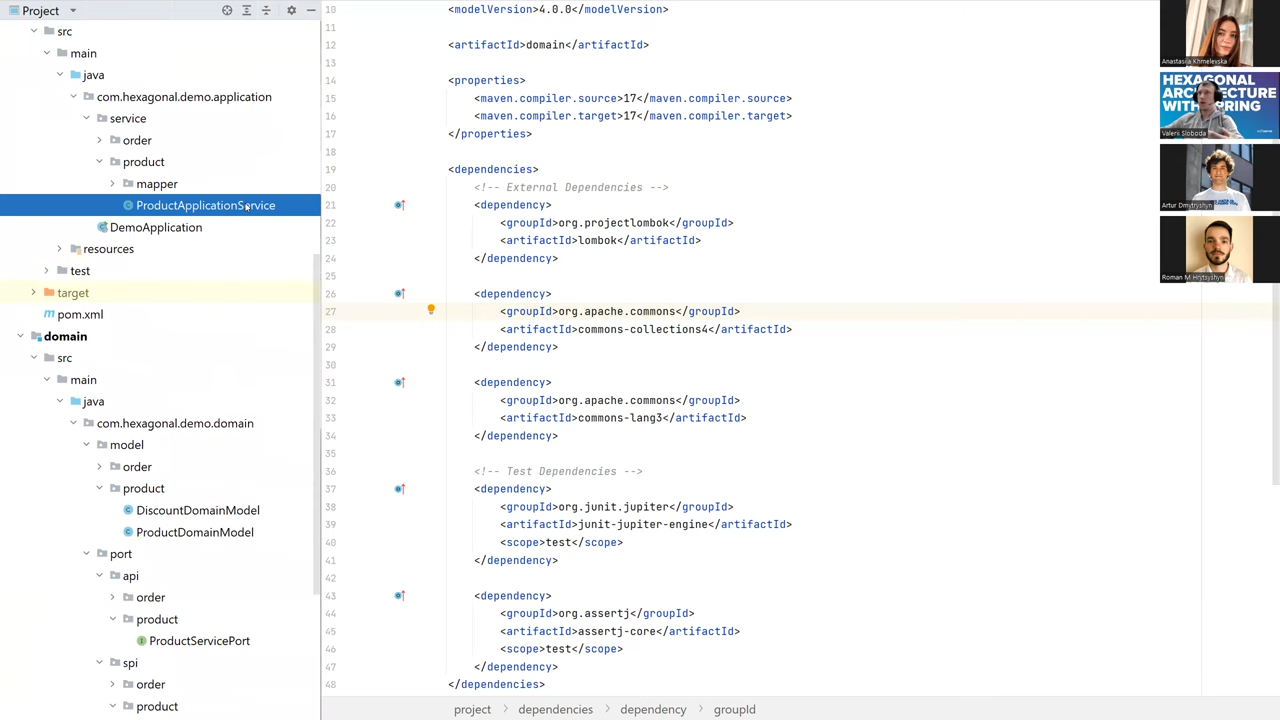 Project
src
main
java
com.hexagonal.demo.application
service
order
product
mapper
ProductApplicationService
DemoApplication
resources
test
target
pom.xml
domain
src
main
java
com.hexagonal.demo.domain
model
order
product
DiscountDomainModel
ProductDomainModel
port
api
order
product
ProductServicePort
spi
order
product
10 <modelVersion>4.0.0</modelVersion>
11
12 <artifactId>domain</artifactId>
13
14 <properties>
15 <maven.compiler.source>17</maven.compiler.source>
16 <maven.compiler.target>17</maven.compiler.target>
17 </properties>
18
19 <dependencies>
20 <!-- External Dependencies -->
21 <dependency>
22 <groupId>org.projectlombok</groupId>
23 <artifactId>lombok</artifactId>
24 </dependency>
25
26 <dependency>
27 <groupId>org.apache.commons</groupId>
28 <artifactId>commons-collections4</artifactId>
29 </dependency>
30
31 <dependency>
32 <groupId>org.apache.commons</groupId>
33 <artifactId>commons-lang3</artifactId>
34 </dependency>
35
36 <!-- Test Dependencies -->
37 <dependency>
38 <groupId>org.junit.jupiter</groupId>
39 <artifactId>junit-jupiter-engine</artifactId>
40 <scope>test</scope>
41 </dependency>
42
43 <dependency>
44 <groupId>org.assertj</groupId>
45 <artifactId>assertj-core</artifactId>
46 <scope>test</scope>
47 </dependency>
48 </dependencies>
project > dependencies > dependency > groupId
Anastasiia Khmelevska
HEXAGONAL
ARCHITECTURE
WITH SPRING
Valerii Sloboda
Artur Dmytryshyn
Roman M Hrytsyshyn